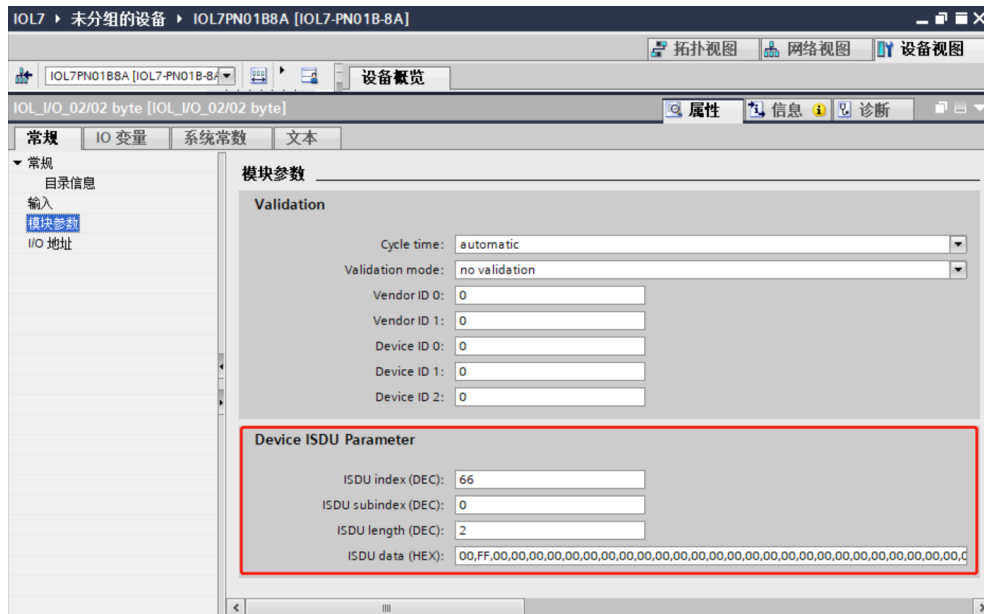 IOL7 ▸ 未分组的设备 ▸ IOL7PN01B8A [IOL7-PN01B-8A]
拓扑视图 网络视图 设备视图
IOL7PN01B8A [IOL7-PN01B-8A 设备概览
IOL_I/O_02/02 byte [IOL_I/O_02/02 byte]
属性 信息 诊断
常规 IO 变量 系统常数 文本
常规
目录信息
输入
模块参数
I/O 地址
模块参数
Validation
Cycle time: automatic
Validation mode: no validation
Vendor ID 0: 0
Vendor ID 1: 0
Device ID 0: 0
Device ID 1: 0
Device ID 2: 0
Device ISDU Parameter
ISDU index (DEC): 66
ISDU subindex (DEC): 0
ISDU length (DEC): 2
ISDU data (HEX): 00,FF,00,00,00,00,00,00,00,00,00,00,00,00,00,00,00,00,00,00,00,00,00,00,00,00,00,00,0